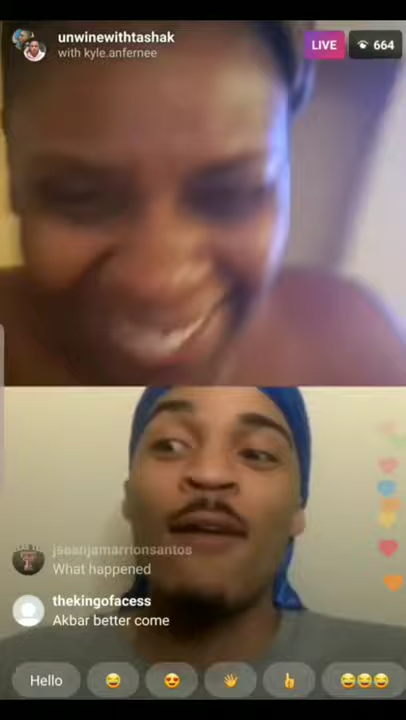 unwinewithtashak
with kyle.anfernee
LIVE
664
jseanjamarrionsantos
What happened
thekingofacess
Akbar better come
Hello